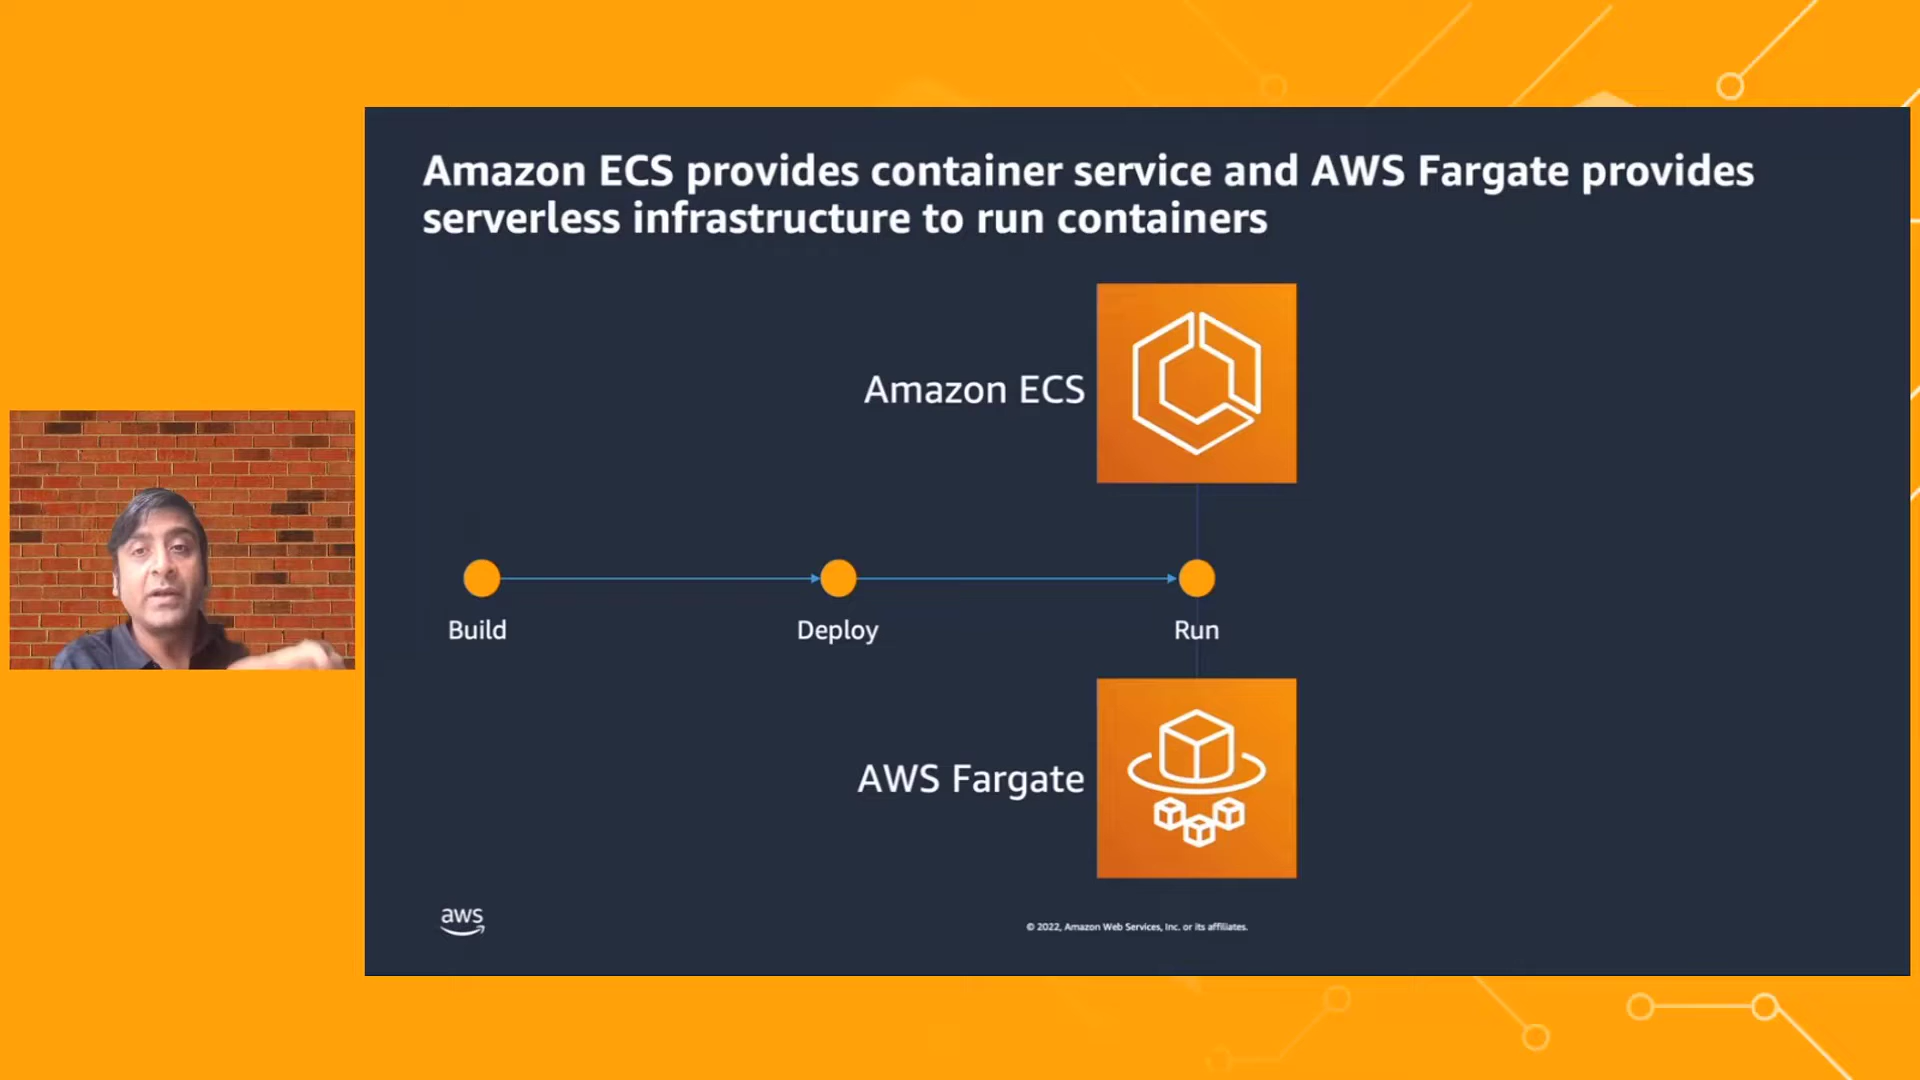 Amazon ECS provides container service and AWS Fargate provides
serverless infrastructure to run containers
Amazon ECS
Build
Deploy
Run
AWS Fargate
aws
© 2022, Amazon Web Services, Inc. or its affiliates.